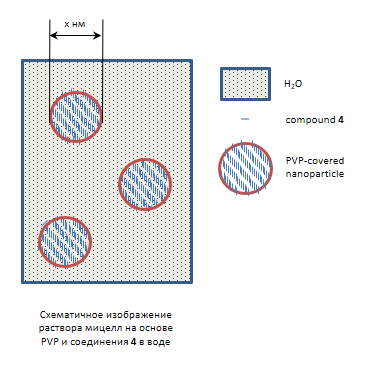 х нм
H₂O
compound 4
PVP-covered
nanoparticle
Схематичное изображение
раствора мицелл на основе
PVP и соединения 4 в воде